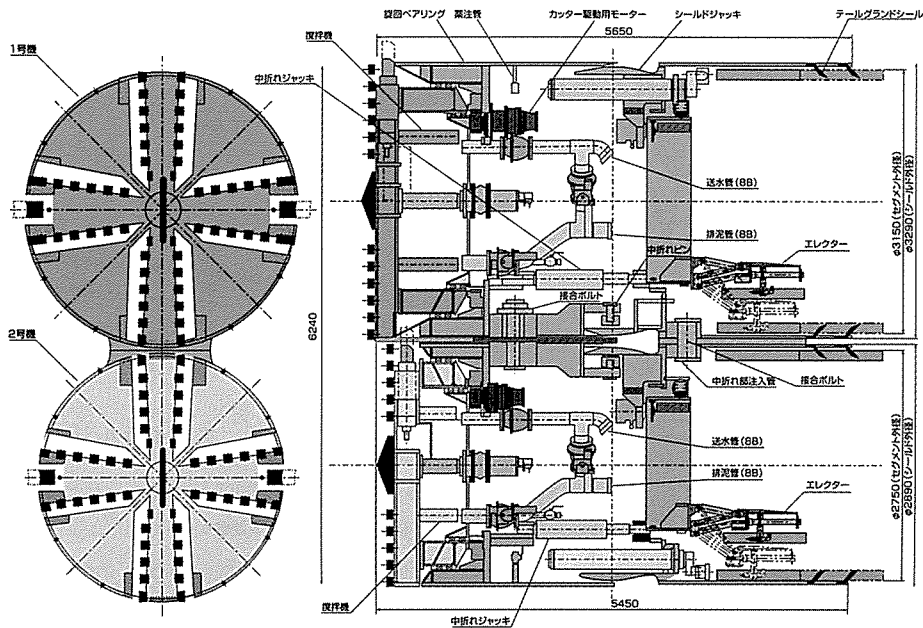 旋回ベアリング
薬注管
カッター駆動用モーター
シールドジャッキ
テールグランドシール
5650
撹拌機
1号機
中折れジャッキ
送水管(8B)
排泥管(8B)
中折れピン
エレクター
接合ボルト
φ3150(セグメント外径)
φ3290(シールド外径)
6240
2号機
中折れ部注入管
接合ボルト
送水管(8B)
排泥管(8B)
エレクター
φ2750(セグメント外径)
φ2890(シールド外径)
撹拌機
中折れジャッキ
5450